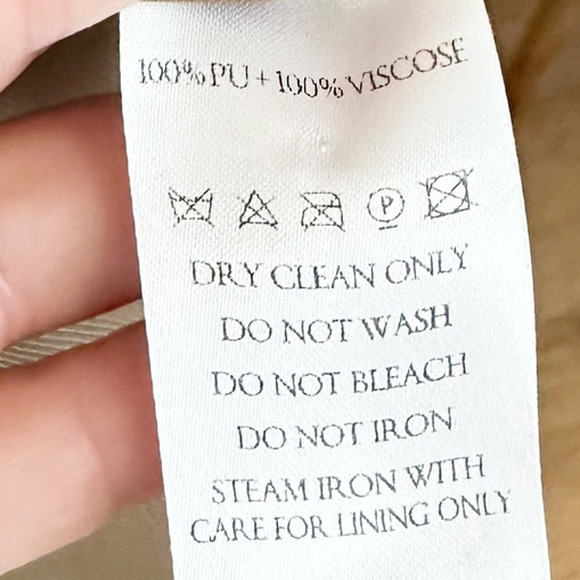 100% PU + 100% VISCOSE
P
DRY CLEAN ONLY
DO NOT WASH
DO NOT BLEACH
DO NOT IRON
STEAM IRON WITH
CARE FOR LINING ONLY